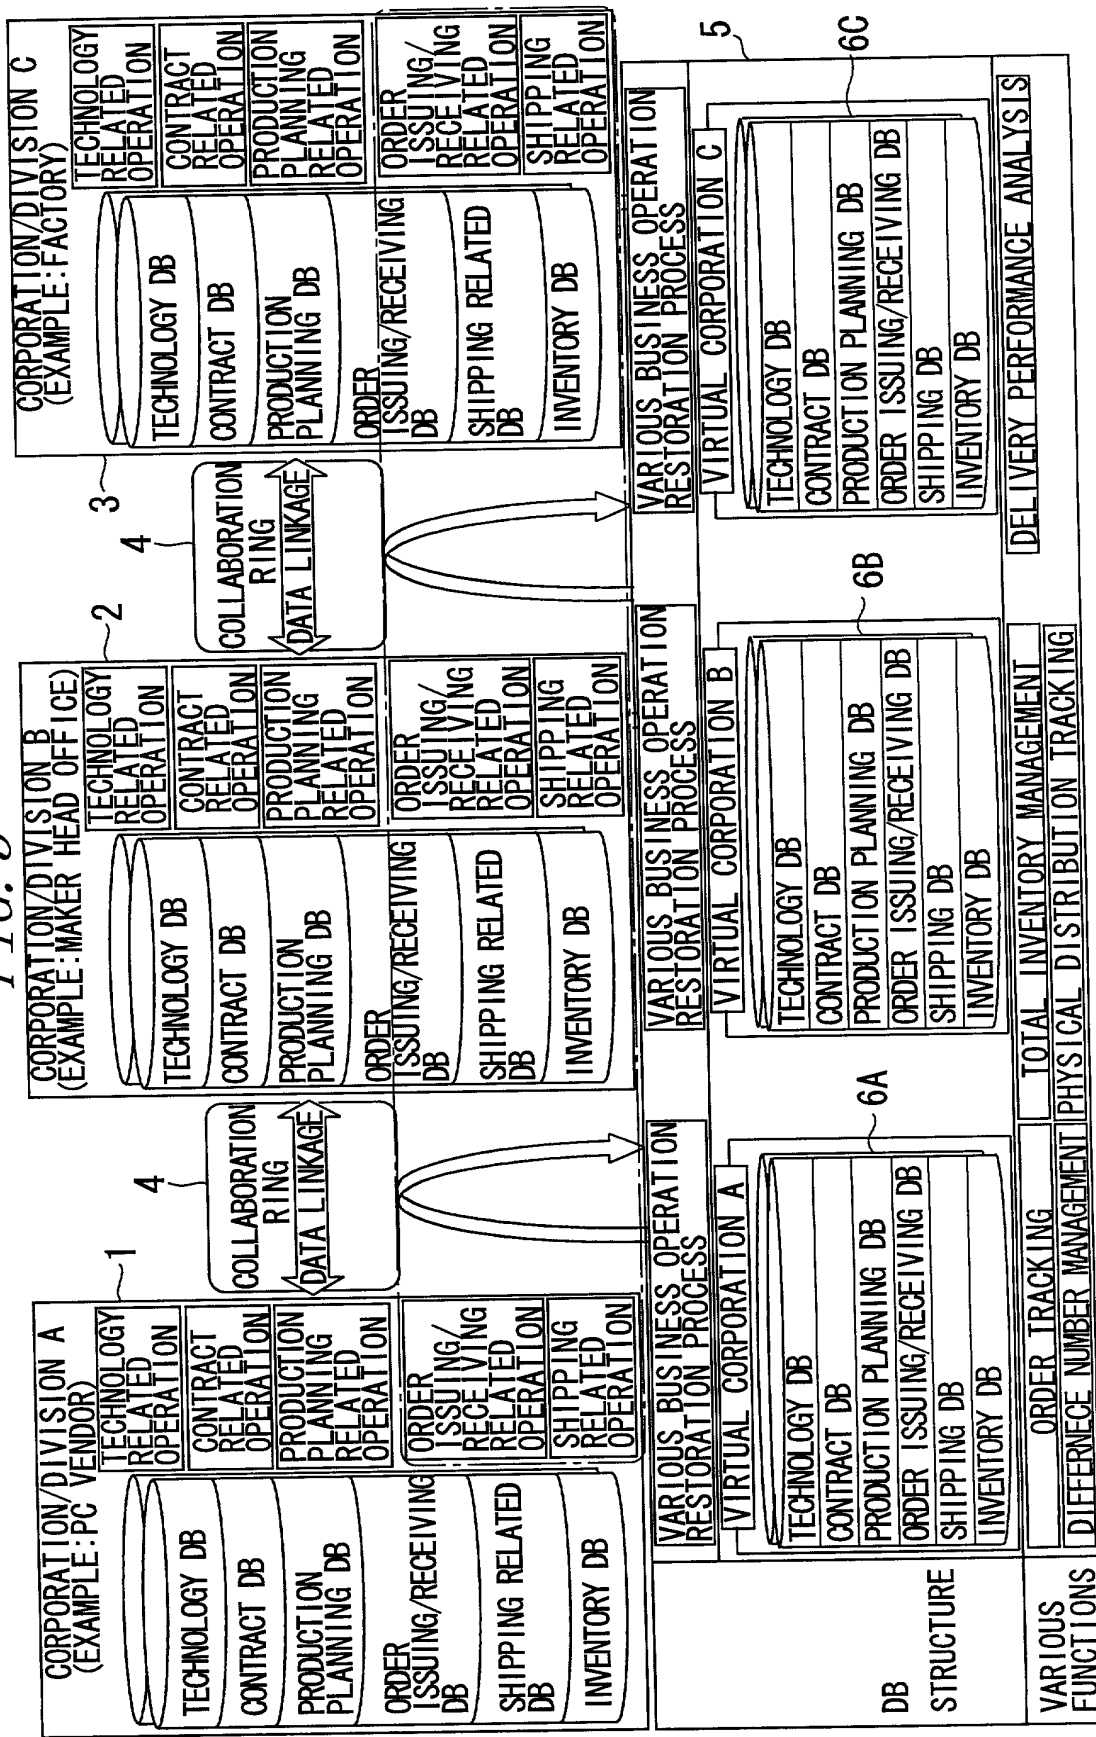 CORPORATION/DIVISION A
(EXAMPLE:PC VENDOR)
1
TECHNOLOGY DB
CONTRACT DB
PRODUCTION
PLANNING DB
ORDER
ISSUING/RECEIVING
DB
SHIPPING RELATED
DB
INVENTORY DB
TECHNOLOGY
RELATED
OPERATION
CONTRACT
RELATED
OPERATION
PRODUCTION
PLANNING
RELATED
OPERATION
ORDER
ISSUING/
RECEIVING
RELATED
OPERATION
SHIPPING
RELATED
OPERATION
4
COLLABORATION
RING
DATA LINKAGE
CORPORATION/DIVISION B
(EXAMPLE:MAKER HEAD OFFICE)
2
TECHNOLOGY DB
CONTRACT DB
PRODUCTION
PLANNING DB
ORDER
ISSUING/RECEIVING
DB
SHIPPING RELATED
DB
INVENTORY DB
TECHNOLOGY
RELATED
OPERATION
CONTRACT
RELATED
OPERATION
PRODUCTION
PLANNING
RELATED
OPERATION
ORDER
ISSUING/
RECEIVING
RELATED
OPERATION
SHIPPING
RELATED
OPERATION
4
COLLABORATION
RING
DATA LINKAGE
CORPORATION/DIVISION C
(EXAMPLE:FACTORY)
3
TECHNOLOGY DB
CONTRACT DB
PRODUCTION
PLANNING DB
ORDER
ISSUING/RECEIVING
DB
SHIPPING RELATED
DB
INVENTORY DB
TECHNOLOGY
RELATED
OPERATION
CONTRACT
RELATED
OPERATION
PRODUCTION
PLANNING
RELATED
OPERATION
ORDER
ISSUING/
RECEIVING
RELATED
OPERATION
SHIPPING
RELATED
OPERATION
VARIOUS BUSINESS OPERATION
RESTORATION PROCESS
VARIOUS BUSINESS OPERATION
RESTORATION PROCESS
VARIOUS BUSINESS OPERATION
RESTORATION PROCESS
5
DB
STRUCTURE
VIRTUAL CORPORATION A
6A
TECHNOLOGY DB
CONTRACT DB
PRODUCTION PLANNING DB
ORDER ISSUING/RECEIVING DB
SHIPPING DB
INVENTORY DB
VIRTUAL CORPORATION B
6B
TECHNOLOGY DB
CONTRACT DB
PRODUCTION PLANNING DB
ORDER ISSUING/RECEIVING DB
SHIPPING DB
INVENTORY DB
VIRTUAL CORPORATION C
6C
TECHNOLOGY DB
CONTRACT DB
PRODUCTION PLANNING DB
ORDER ISSUING/RECEIVING DB
SHIPPING DB
INVENTORY DB
VARIOUS
FUNCTIONS
ORDER TRACKING
TOTAL INVENTORY MANAGEMENT
DELIVERY PERFORMANCE ANALYSIS
DIFFERNECE NUMBER MANAGEMENT
PHYSICAL DISTRIBUTION TRACKING